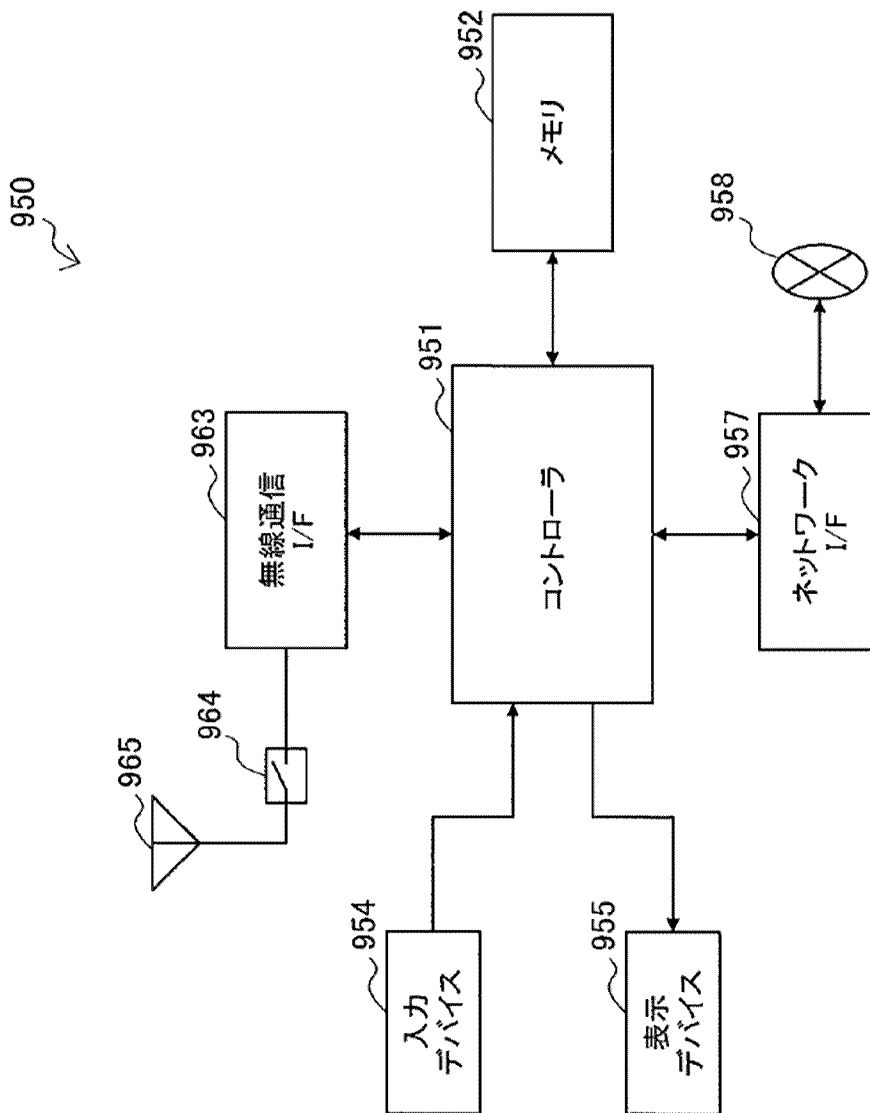 950
965
964
963
無線通信
I/F
952
メモリ
951
コントローラ
954
入力
デバイス
955
表示
デバイス
957
ネットワーク
I/F
958